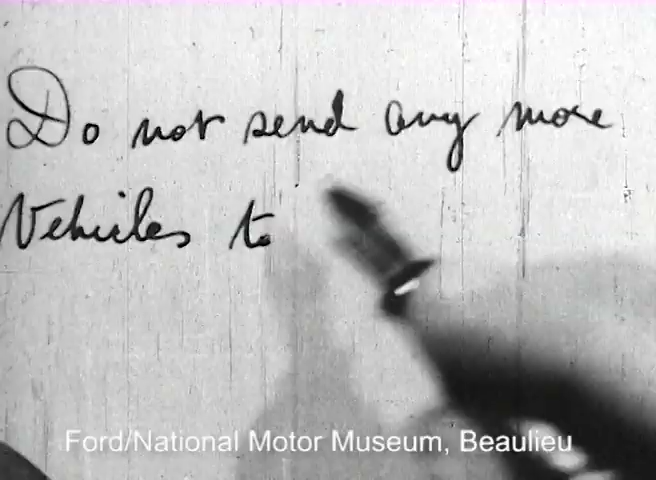 Do not send any more
Vehicles to
Ford/National Motor Museum, Beaulieu